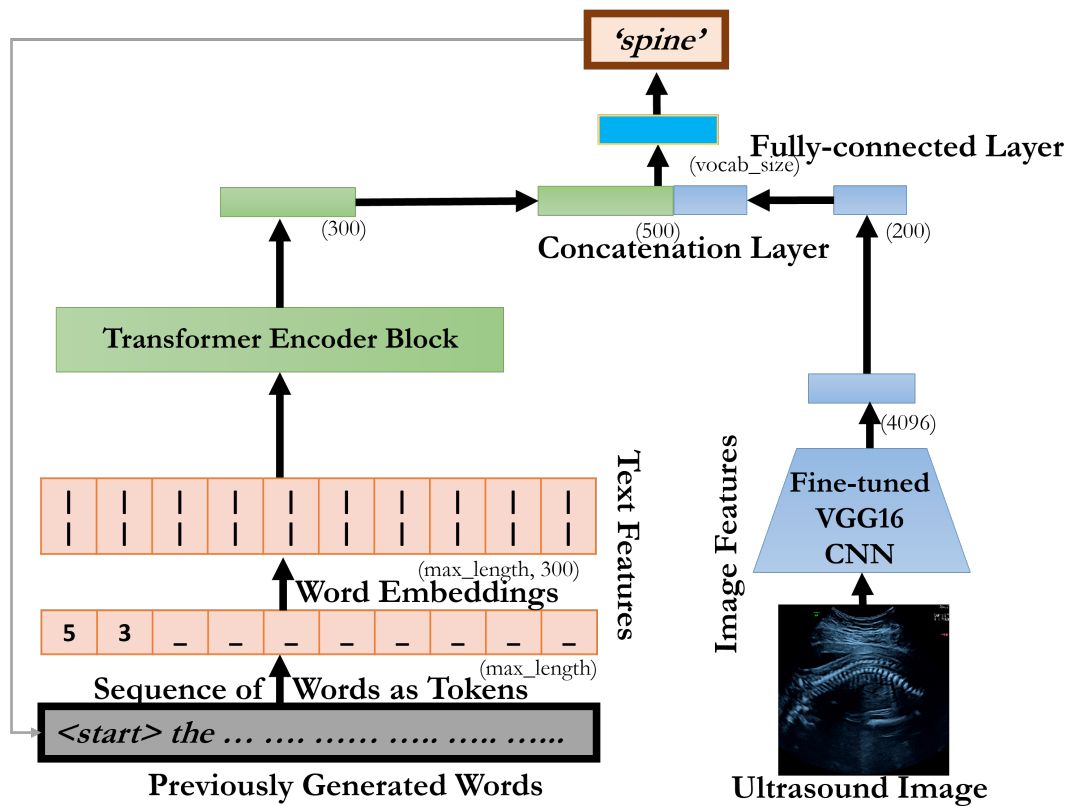 ‘spine’
Fully-connected Layer
(vocab_size)
(300)
(500)
(200)
Concatenation Layer
Transformer Encoder Block
(4096)
Fine-tuned
VGG16
CNN
Image Features
Text Features
(max_length, 300)
Word Embeddings
5 3 _ _ _ _ _ _ _ _
(max_length)
Sequence of Words as Tokens
<start> the … …. …… ….. ….. …...
Previously Generated Words
Ultrasound Image